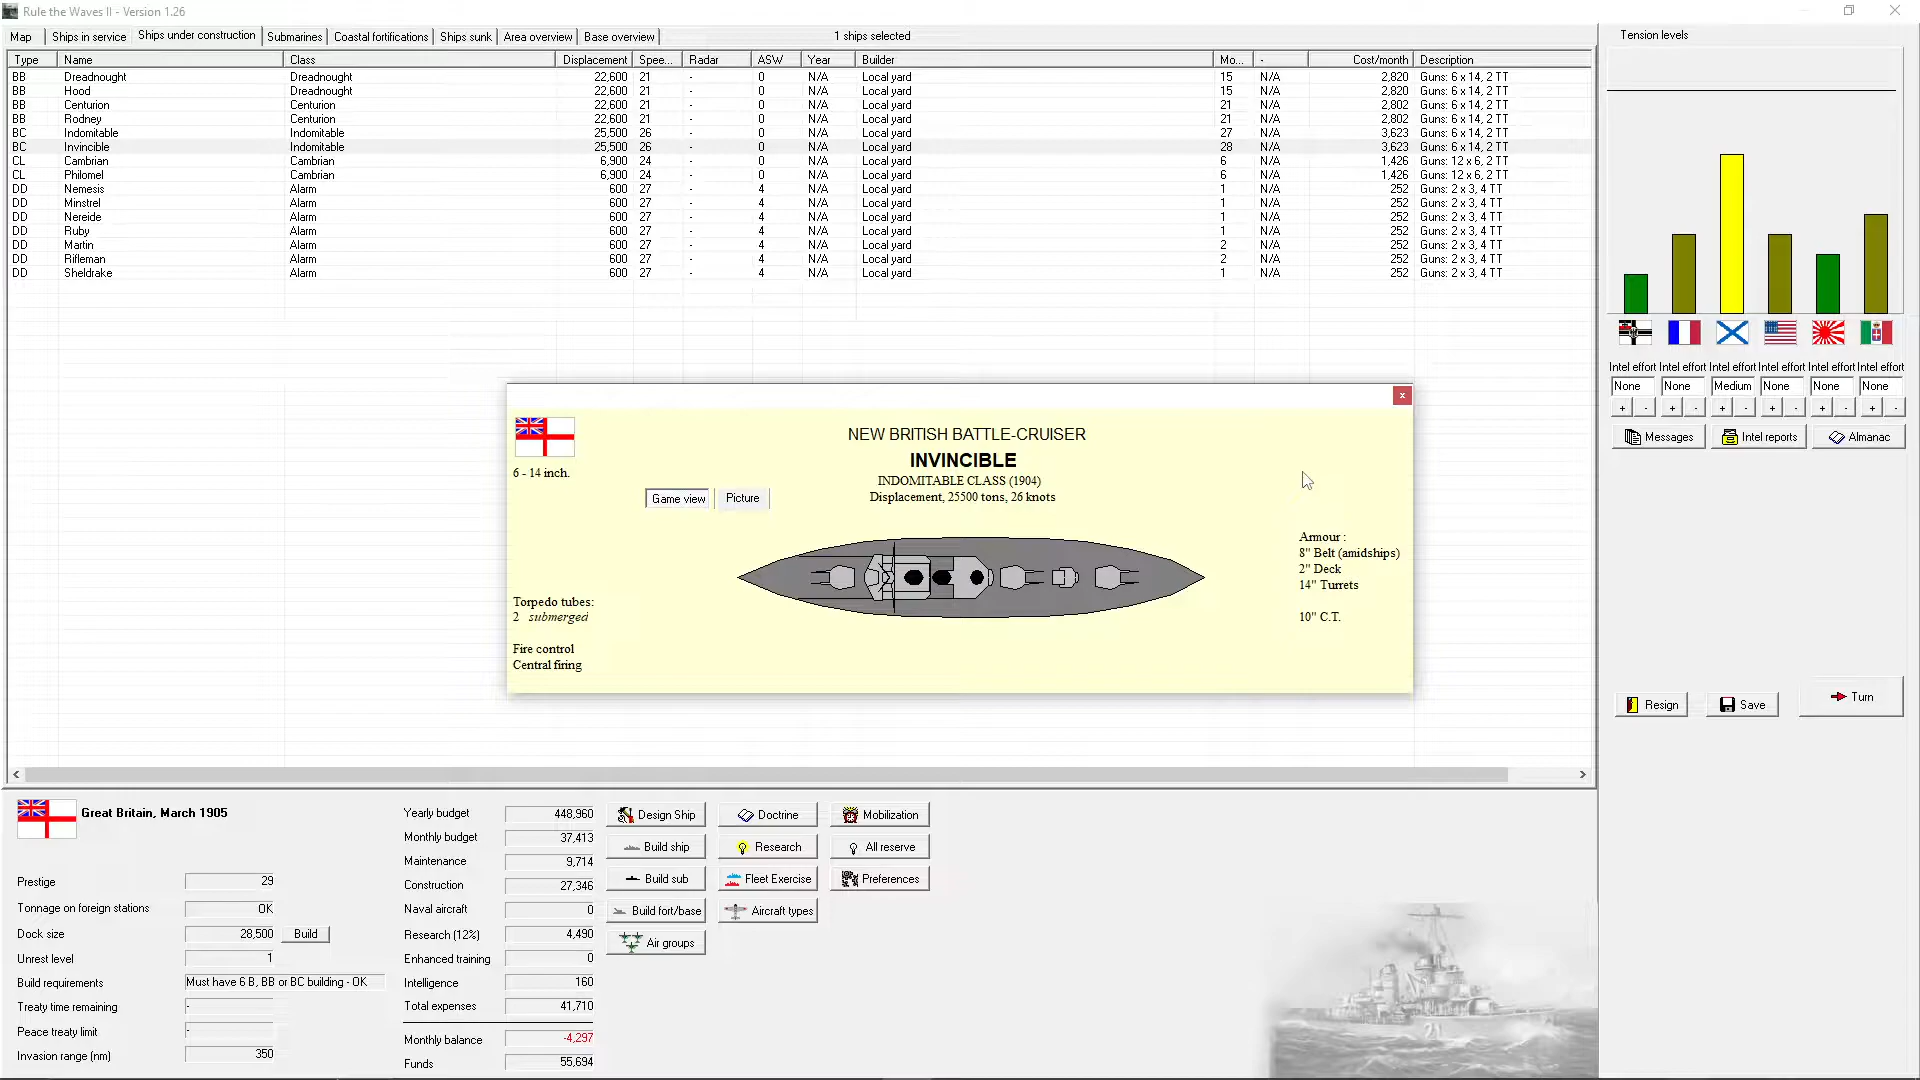 Rule the Waves II - Version 1.26
Map Ships in service Ships under construction Submarines Coastal fortifications Ships sunk Area overview Base overview 1 ships selected
Type Name Class Displacement Spee... Radar ASW Year Builder Mo... - Cost/month Description
BB Dreadnought Dreadnought 22,600 21 - 0 N/A Local yard 15 N/A 2,820 Guns: 6 x 14, 2 TT
BB Hood Dreadnought 22,600 21 - 0 N/A Local yard 15 N/A 2,820 Guns: 6 x 14, 2 TT
BB Centurion Centurion 22,600 21 - 0 N/A Local yard 21 N/A 2,802 Guns: 6 x 14, 2 TT
BB Rodney Centurion 22,600 21 - 0 N/A Local yard 21 N/A 2,802 Guns: 6 x 14, 2 TT
BC Indomitable Indomitable 25,500 26 - 0 N/A Local yard 27 N/A 3,623 Guns: 6 x 14, 2 TT
BC Invincible Indomitable 25,500 26 - 0 N/A Local yard 28 N/A 3,623 Guns: 6 x 14, 2 TT
CL Cambrian Cambrian 6,900 24 - 0 N/A Local yard 6 N/A 1,426 Guns: 12 x 6, 2 TT
CL Philomel Cambrian 6,900 24 - 0 N/A Local yard 6 N/A 1,426 Guns: 12 x 6, 2 TT
DD Nemesis Alarm 600 27 - 4 N/A Local yard 1 N/A 252 Guns: 2 x 3, 4 TT
DD Minstrel Alarm 600 27 - 4 N/A Local yard 1 N/A 252 Guns: 2 x 3, 4 TT
DD Nereide Alarm 600 27 - 4 N/A Local yard 1 N/A 252 Guns: 2 x 3, 4 TT
DD Ruby Alarm 600 27 - 4 N/A Local yard 1 N/A 252 Guns: 2 x 3, 4 TT
DD Martin Alarm 600 27 - 4 N/A Local yard 2 N/A 252 Guns: 2 x 3, 4 TT
DD Rifleman Alarm 600 27 - 4 N/A Local yard 2 N/A 252 Guns: 2 x 3, 4 TT
DD Sheldrake Alarm 600 27 - 4 N/A Local yard 1 N/A 252 Guns: 2 x 3, 4 TT
NEW BRITISH BATTLE-CRUISER
INVINCIBLE
INDOMITABLE CLASS (1904)
Displacement, 25500 tons, 26 knots
6 - 14 inch.
Game view Picture
Torpedo tubes:
2 submerged
Fire control
Central firing
Armour :
8" Belt (amidships)
2" Deck
14" Turrets
10" C.T.
Tension levels
Intel effort Intel effort Intel effort Intel effort Intel effort Intel effort
None None Medium None None None
+ - + - + - + - + - + -
Messages Intel reports Almanac
Resign Save Turn
Great Britain, March 1905
Prestige 29
Tonnage on foreign stations OK
Dock size 28,500 Build
Unrest level 1
Build requirements Must have 6 B, BB or BC building - OK
Treaty time remaining -
Peace treaty limit -
Invasion range (nm) 350
Yearly budget 448,960
Monthly budget 37,413
Maintenance 9,714
Construction 27,346
Naval aircraft 0
Research (12%) 4,490
Enhanced training 0
Intelligence 160
Total expenses 41,710
Monthly balance -4,297
Funds 55,694
Design Ship Doctrine Mobilization
Build ship Research All reserve
Build sub Fleet Exercise Preferences
Build fort/base Aircraft types
Air groups